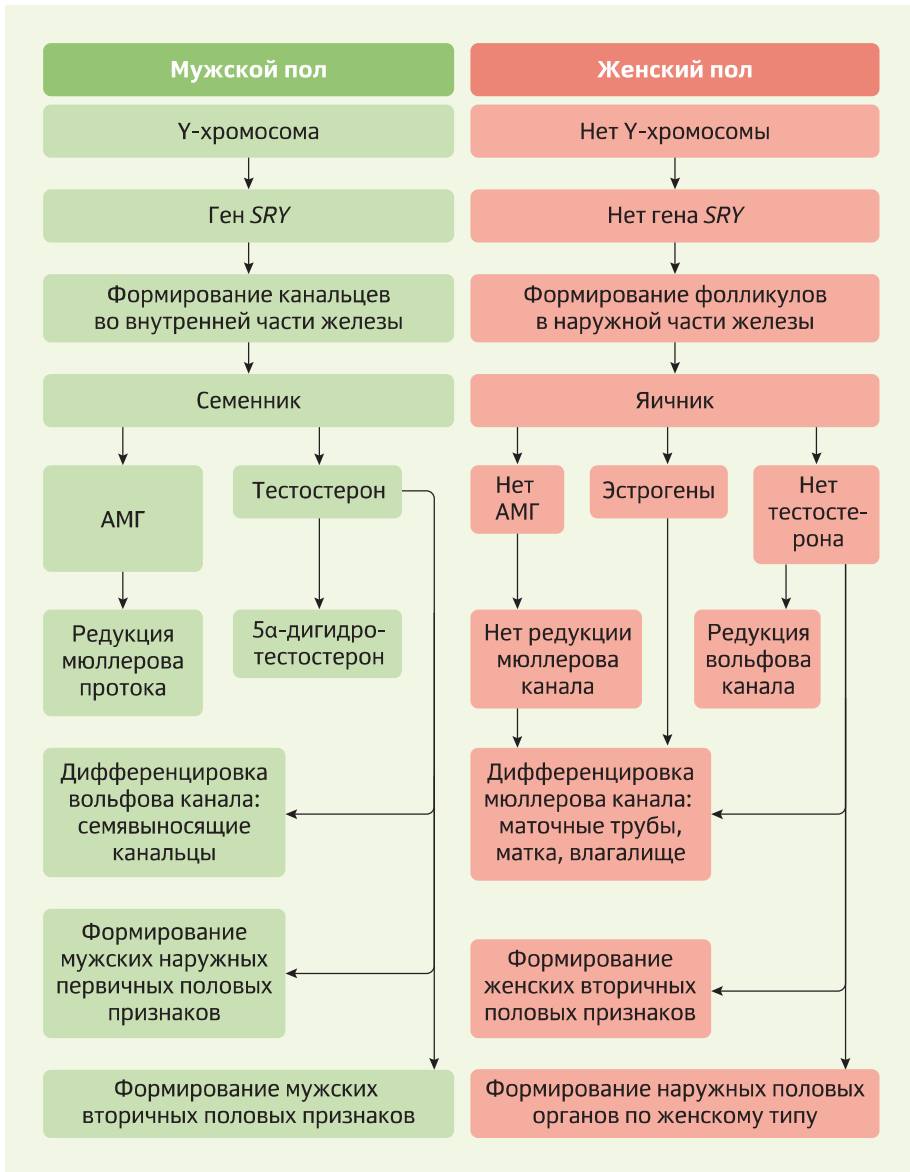 Мужской пол
Женский пол
Y-хромосома
Нет Y-хромосомы
Ген SRY
Нет гена SRY
Формирование канальцев
во внутренней части железы
Формирование фолликулов
в наружной части железы
Семенник
Яичник
АМГ
Тестостерон
Нет
АМГ
Эстрогены
Нет
тестосте-
рона
Редукция
мюллерова
протока
5α-дигидро-
тестостерон
Нет редукции
мюллерова
канала
Редукция
вольфова
канала
Дифференцировка
вольфова канала:
семявыносящие
канальцы
Дифференцировка
мюллерова канала:
маточные трубы,
матка, влагалище
Формирование
мужских наружных
первичных половых
признаков
Формирование
женских вторичных
половых признаков
Формирование мужских
вторичных половых признаков
Формирование наружных половых
органов по женскому типу